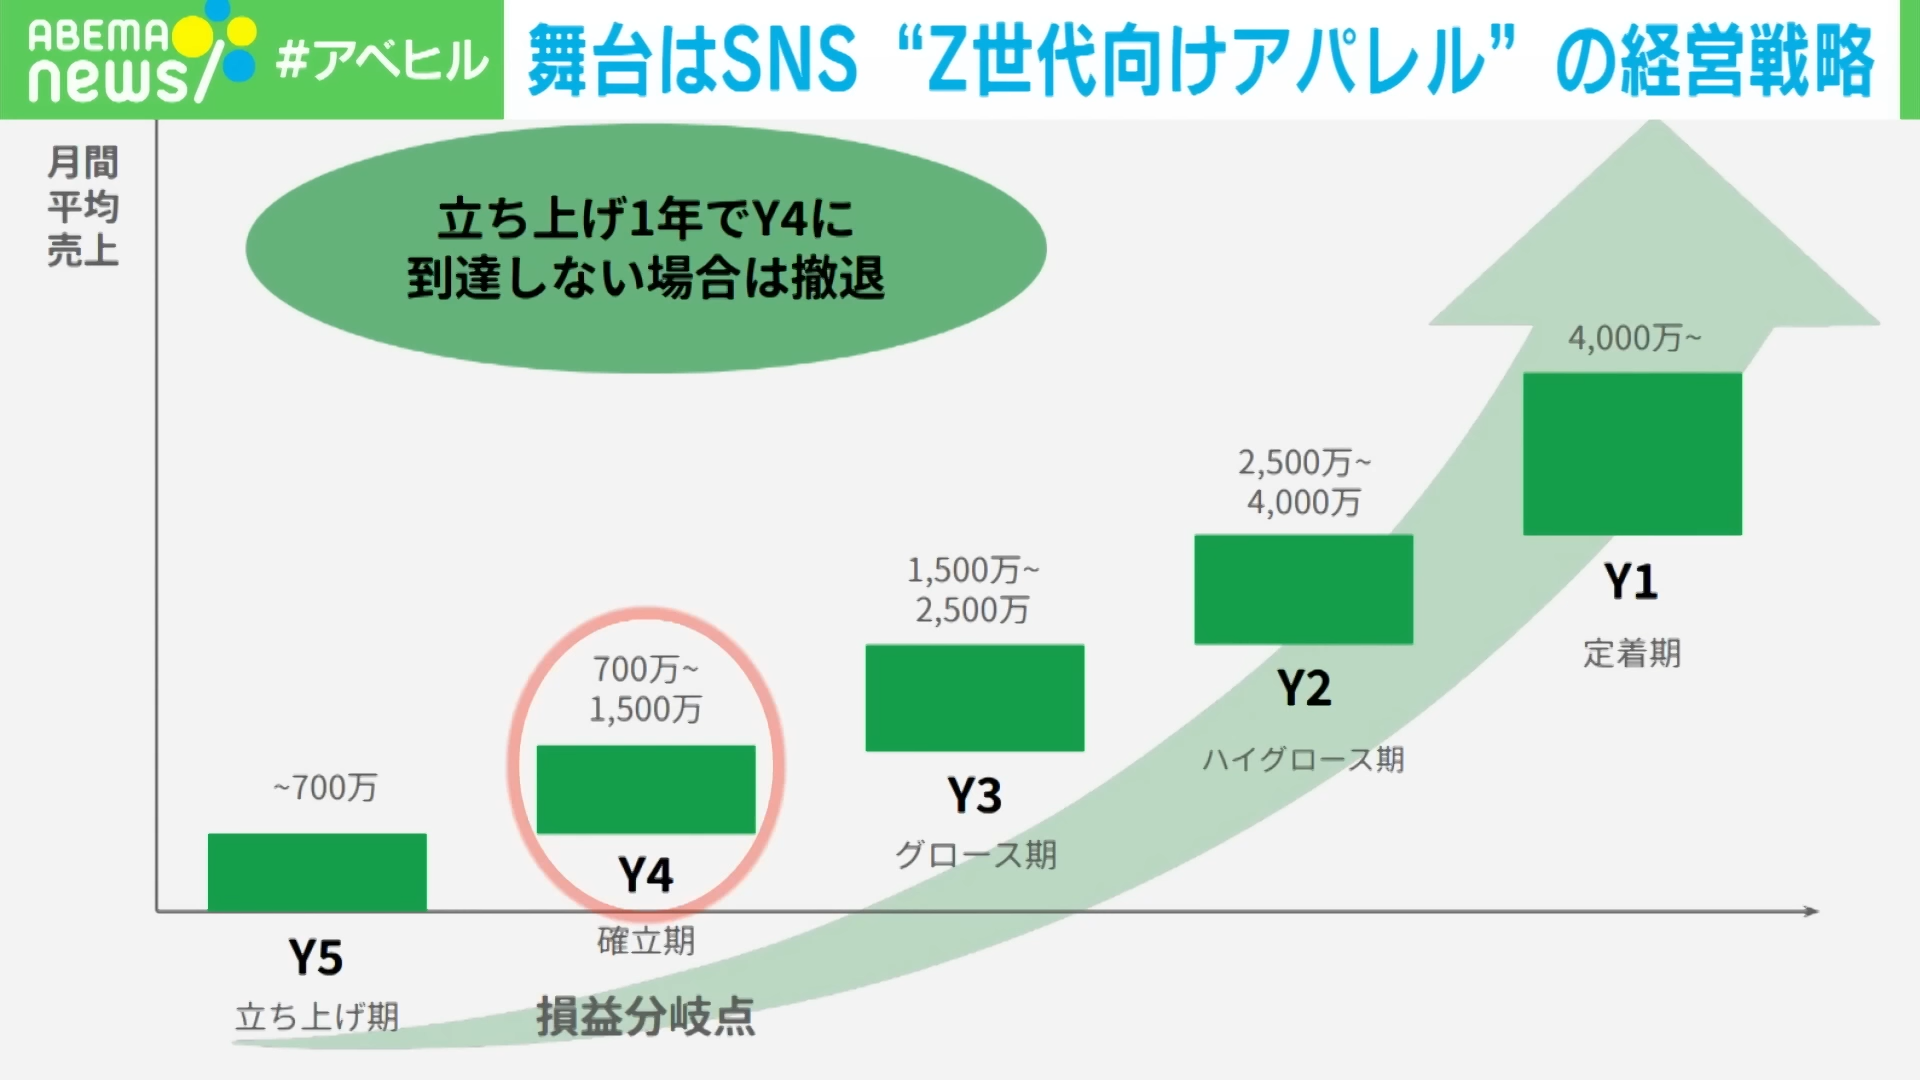 ABEMA
news/
#アベヒル
舞台はSNS“Z世代向けアパレル”の経営戦略
月間
平均
売上
立ち上げ1年でY4に
到達しない場合は撤退
~700万
Y5
立ち上げ期
700万~
1,500万
Y4
確立期
損益分岐点
1,500万~
2,500万
Y3
グロース期
2,500万~
4,000万
Y2
ハイグロース期
4,000万~
Y1
定着期